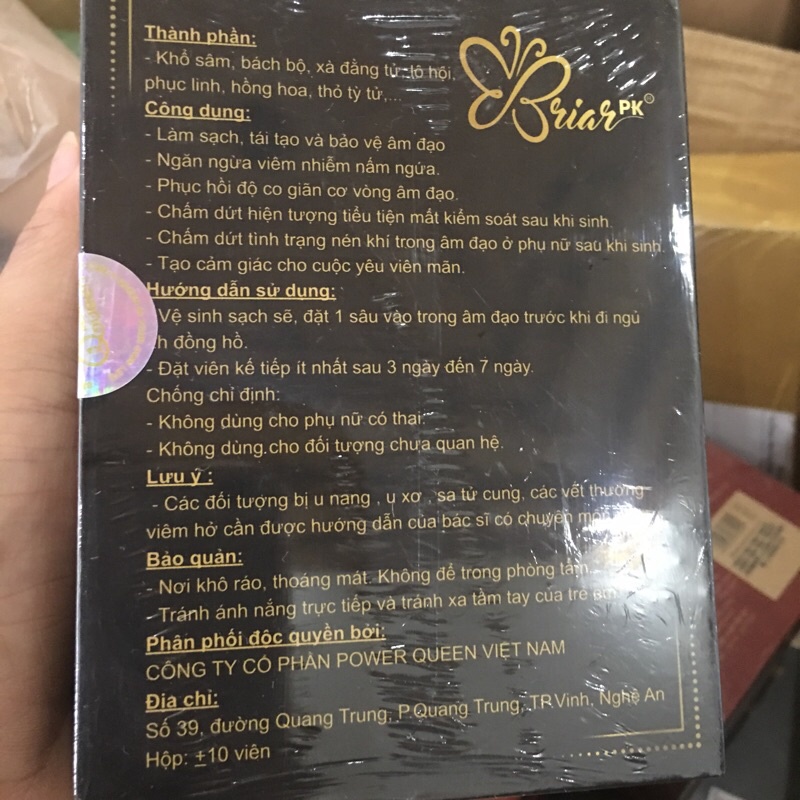 Thành phần:
- Khổ sâm, bách bộ, xà đằng tử, lô hội,
phục linh, hồng hoa, thỏ tỳ tử,...
Briar PK®
Công dụng:
- Làm sạch, tái tạo và bảo vệ âm đạo
- Ngăn ngừa viêm nhiễm nấm ngứa.
- Phục hồi độ co giãn cơ vòng âm đạo.
- Chấm dứt hiện tượng tiểu tiện mất kiểm soát sau khi sinh.
- Chấm dứt tình trạng nén khí trong âm đạo ở phụ nữ sau khi sinh.
- Tạo cảm giác cho cuộc yêu viên mãn.
Hướng dẫn sử dụng:
Vệ sinh sạch sẽ, đặt 1 sâu vào trong âm đạo trước khi đi ngủ
h đồng hồ.
- Đặt viên kế tiếp ít nhất sau 3 ngày đến 7 ngày.
Chống chỉ định:
- Không dùng cho phụ nữ có thai.
- Không dùng cho đối tượng chưa quan hệ.
Lưu ý :
- Các đối tượng bị u nang , u xơ , sa tử cung, các vết thương
viêm hở cần được hướng dẫn của bác sĩ có chuyên môn
Bảo quản:
- Nơi khô ráo, thoáng mát. Không để trong phòng tắm.
- Tránh ánh nắng trực tiếp và tránh xa tầm tay của trẻ em
Phân phối độc quyền bởi:
CÔNG TY CỔ PHẦN POWER QUEEN VIỆT NAM
Địa chỉ:
Số 39, đường Quang Trung, P.Quang Trung, TP.Vinh, Nghệ An
Hộp: ±10 viên